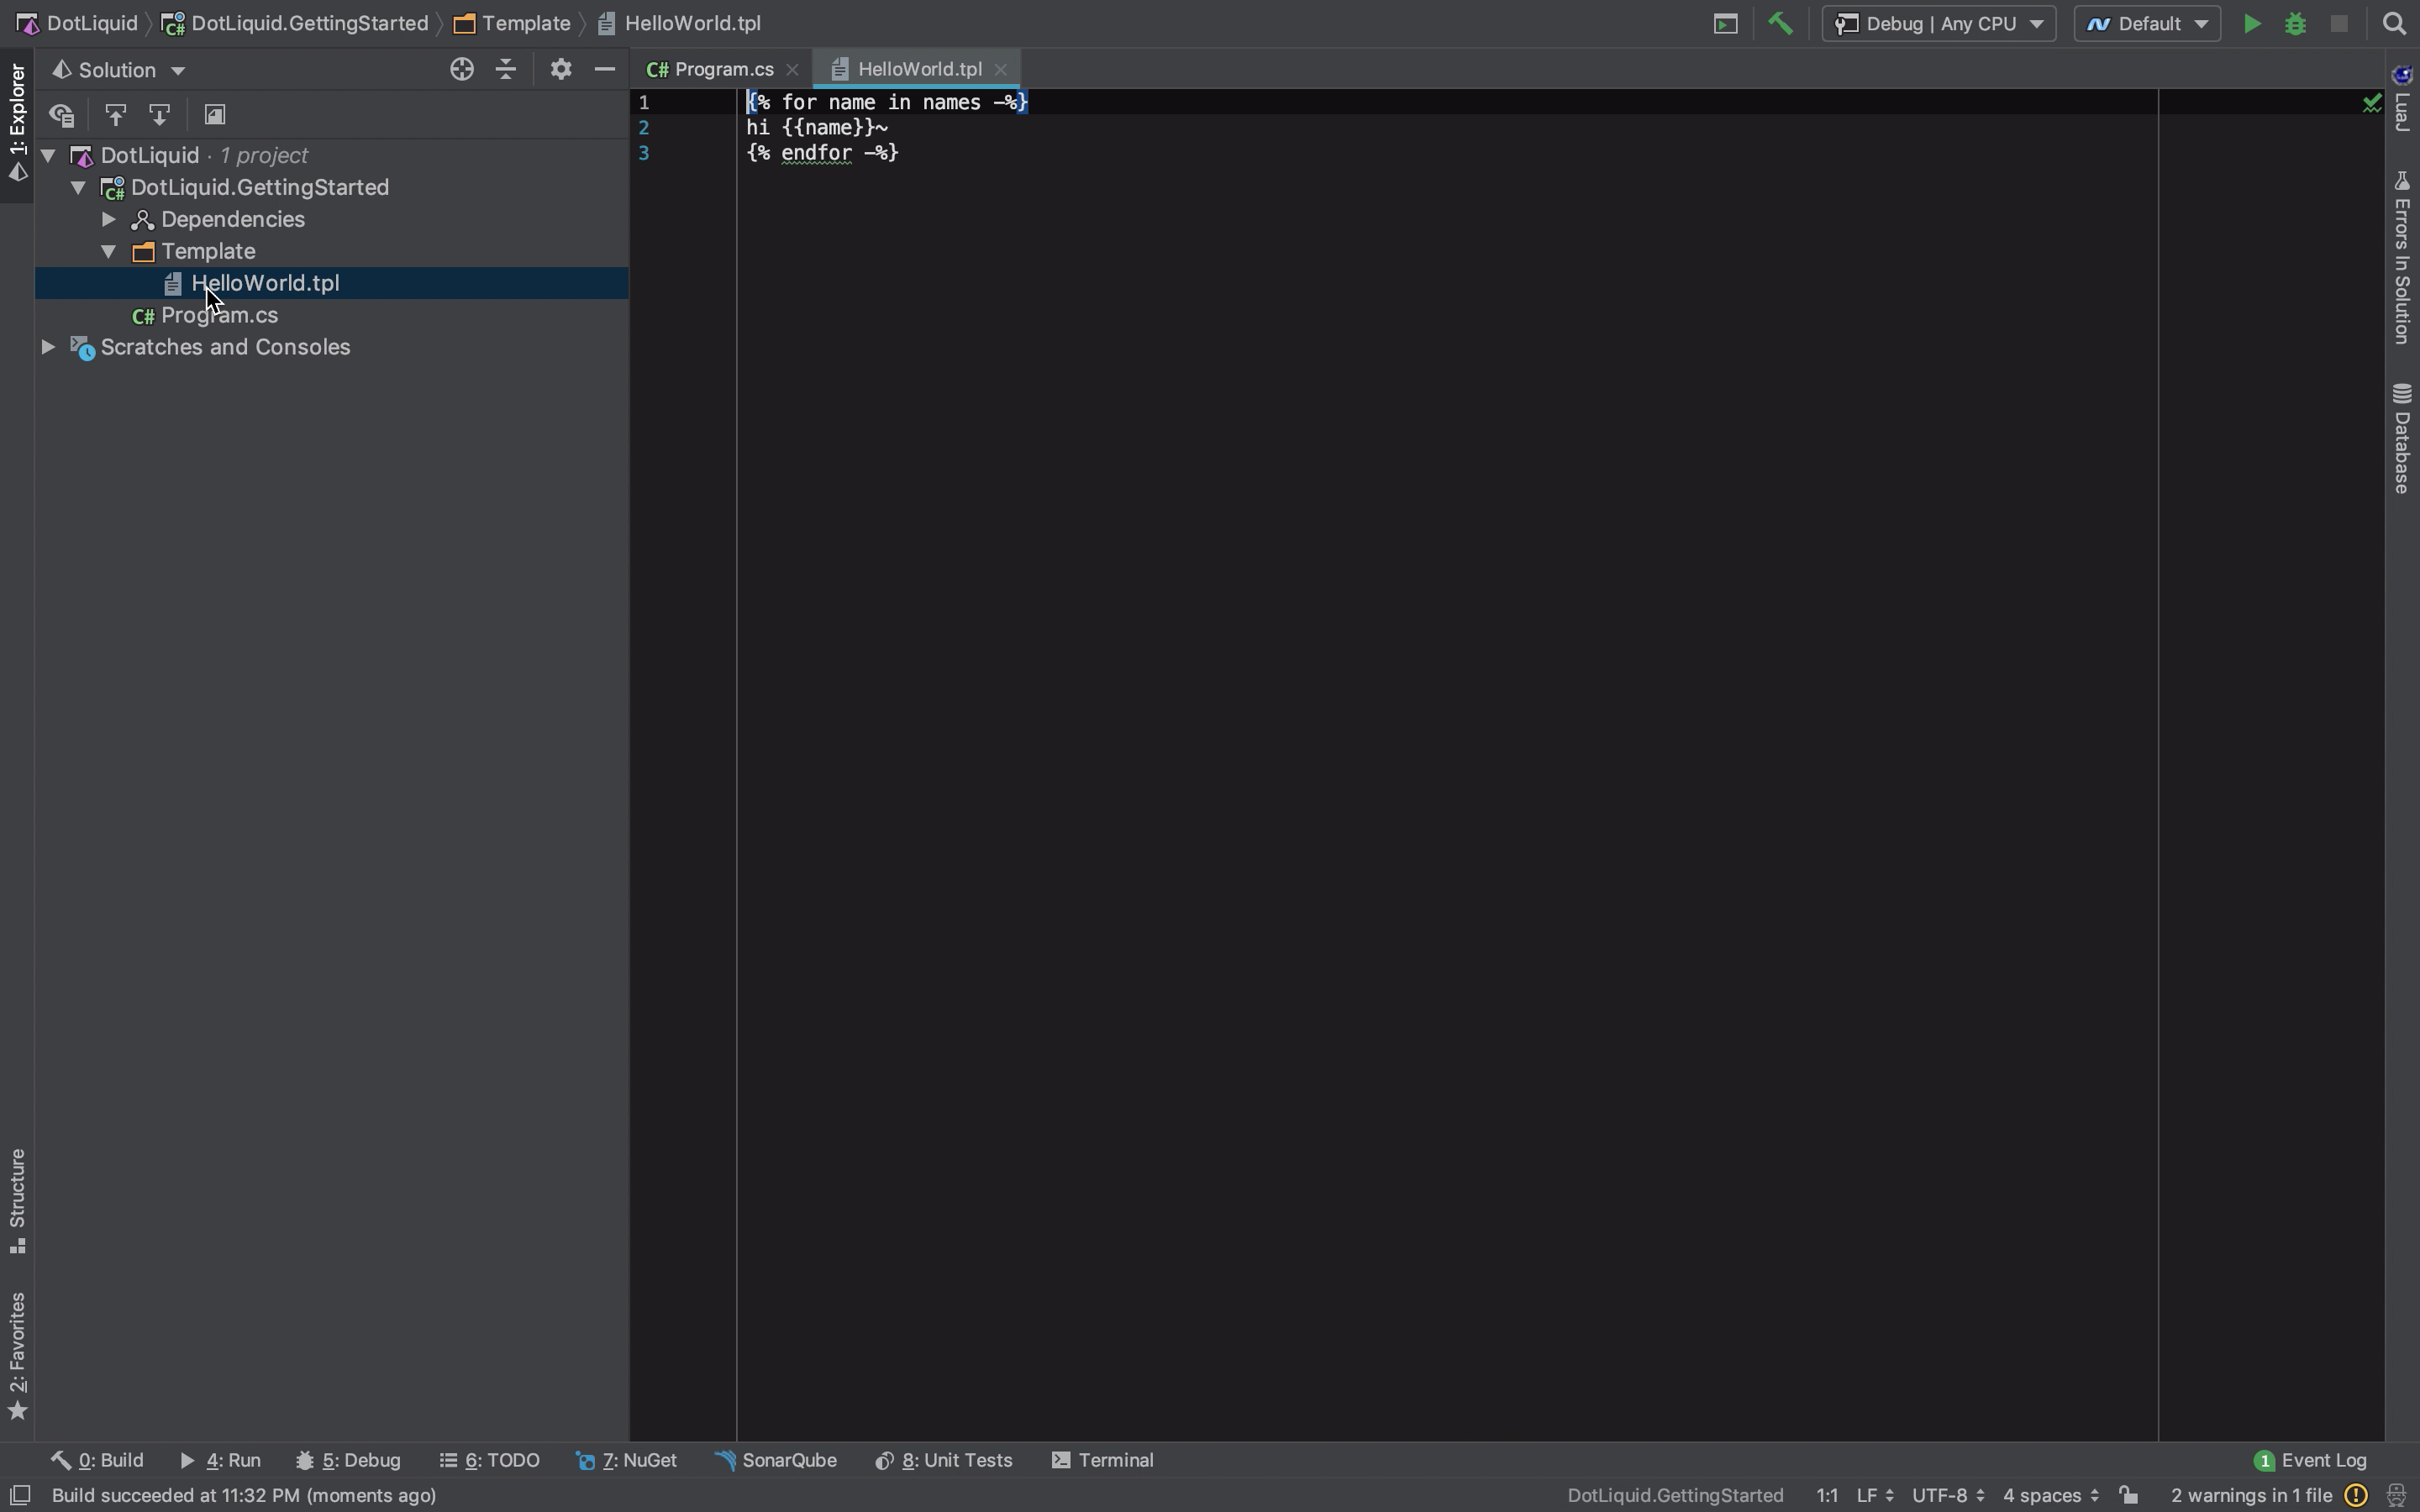 DotLiquid DotLiquid.GettingStarted Template HelloWorld.tpl
Debug | Any CPU
Default
1: Explorer
Solution
DotLiquid · 1 project
DotLiquid.GettingStarted
Dependencies
Template
HelloWorld.tpl
Program.cs
Scratches and Consoles
Structure
2: Favorites
C# Program.cs
HelloWorld.tpl
1 {% for name in names -%}
2 hi {{name}}~
3 {% endfor -%}
LuaJ
Errors In Solution
Database
0: Build
4: Run
5: Debug
6: TODO
7: NuGet
SonarQube
8: Unit Tests
Terminal
1 Event Log
Build succeeded at 11:32 PM (moments ago)
DotLiquid.GettingStarted
1:1
LF
UTF-8
4 spaces
2 warnings in 1 file